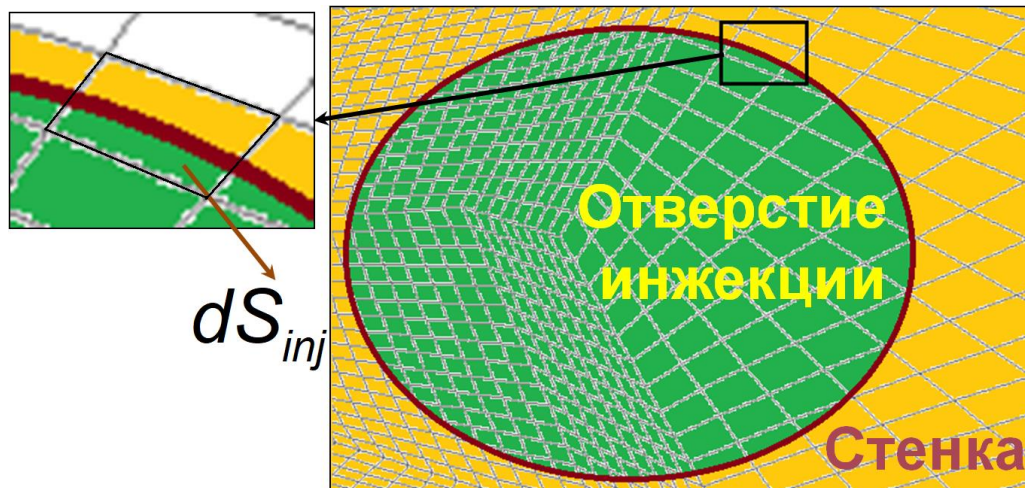 Отверстие
инжекции
dS_inj
Стенка